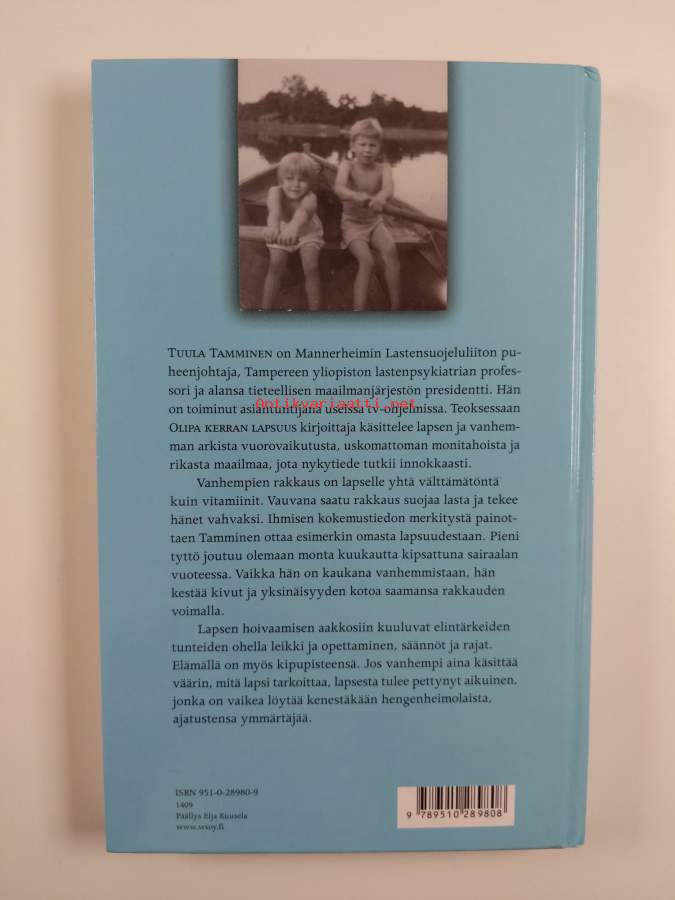 TUULA TAMMINEN on Mannerheimin Lastensuojeluliiton pu-
heenjohtaja, Tampereen yliopiston lastenpsykiatrian profes-
sori ja alansa tieteellisen maailmanjärjestön presidentti. Hän
Antikvariaatti.net
on toiminut asiantuntijana useissa tv-ohjelmissa. Teoksessaan
OLIPA KERRAN LAPSUUS kirjoittaja käsittelee lapsen ja vanhem-
man arkista vuorovaikutusta, uskomattoman monitahoista ja
rikasta maailmaa, jota nykytiede tutkii innokkaasti.
Vanhempien rakkaus on lapselle yhtä välttämätöntä
kuin vitamiinit. Vauvana saatu rakkaus suojaa lasta ja tekee
hänet vahvaksi. Ihmisen kokemustiedon merkitystä painot-
taen Tamminen ottaa esimerkin omasta lapsuudestaan. Pieni
tyttö joutuu olemaan monta kuukautta kipsattuna sairaalan
vuoteessa. Vaikka hän on kaukana vanhemmistaan, hän
kestää kivut ja yksinäisyyden kotoa saamansa rakkauden
voimalla.
Lapsen hoivaamisen aakkosiin kuuluvat elintärkeiden
tunteiden ohella leikki ja opettaminen, säännöt ja rajat.
Elämällä on myös kipupisteensä. Jos vanhempi aina käsittää
väärin, mitä lapsi tarkoittaa, lapsesta tulee pettynyt aikuinen,
jonka on vaikea löytää kenestäkään hengenheimolaista,
ajatustensa ymmärtäjää.
ISBN 951-0-28980-9
1409
Päällys Eija Kuusela
www.wsoy.fi
9 789510 289808